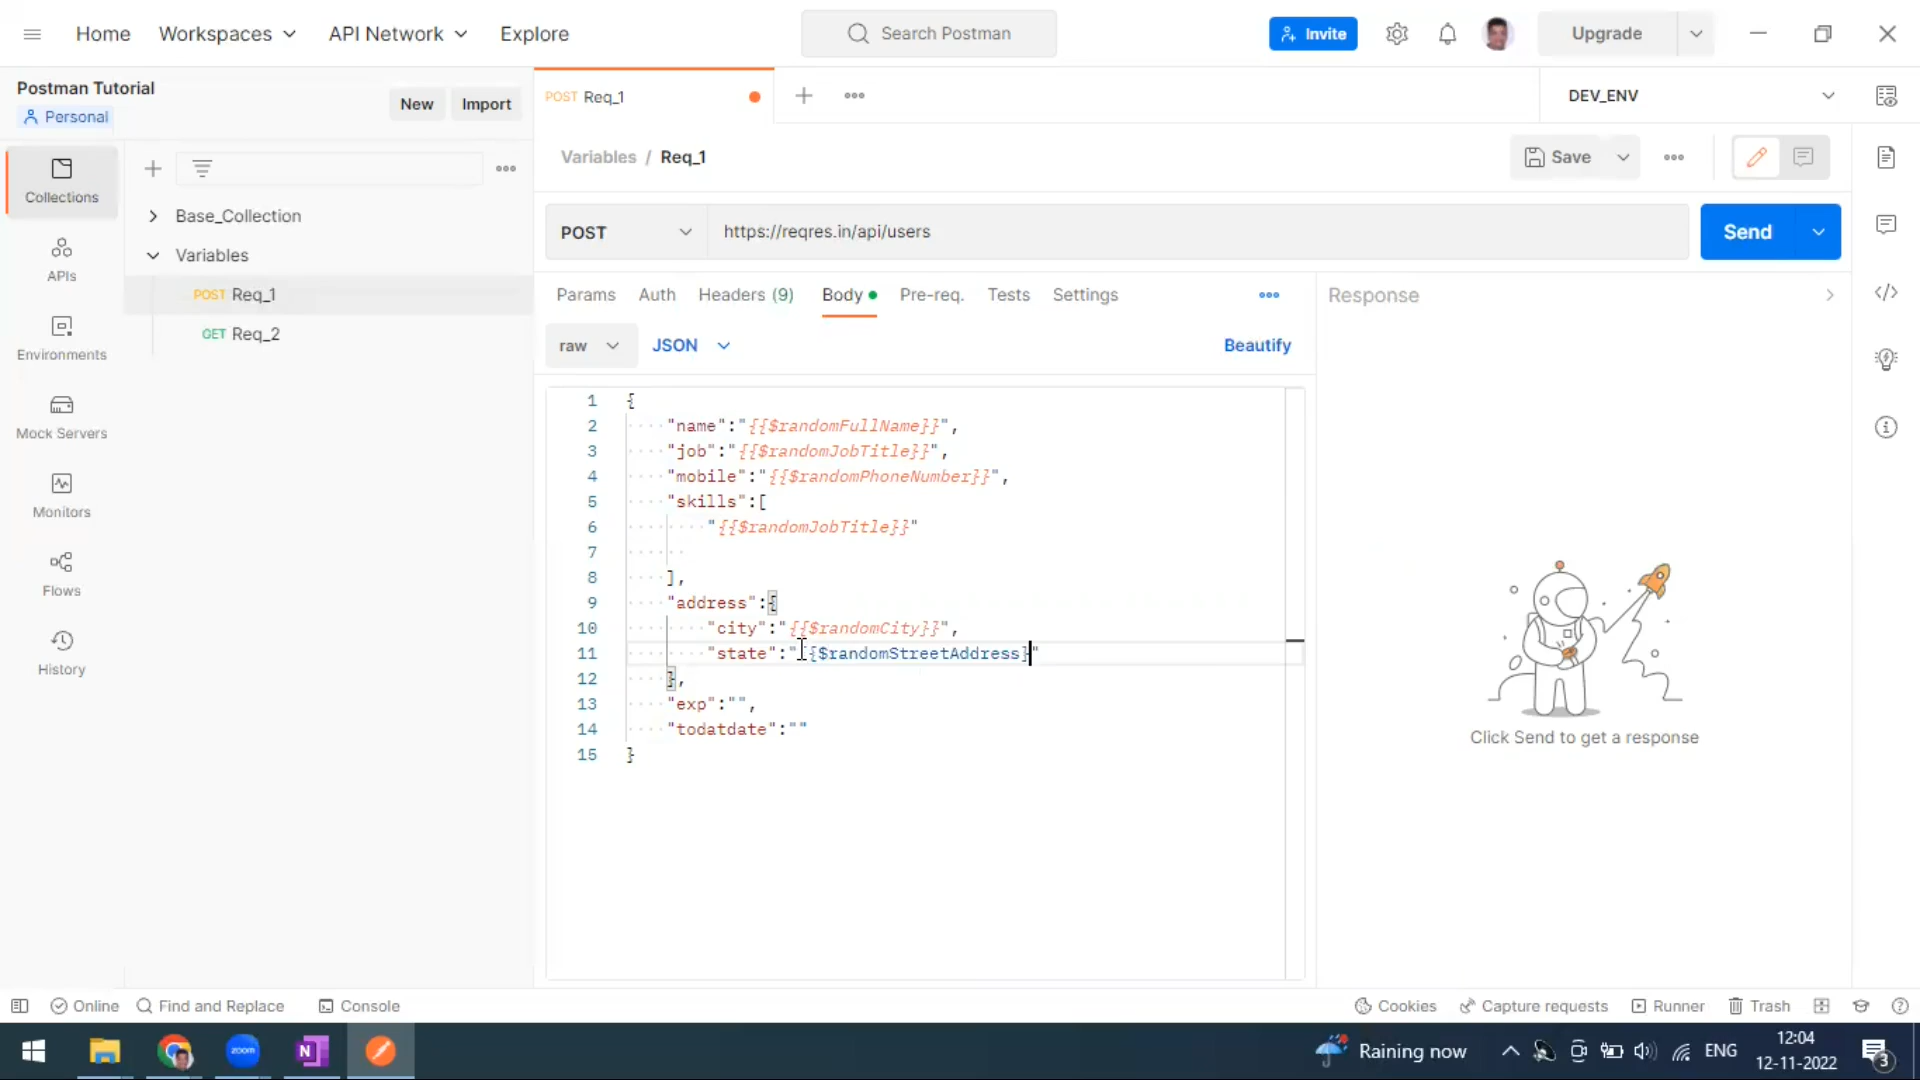 Home Workspaces API Network Explore Search Postman Invite Upgrade
Postman Tutorial
Personal
New Import
POST Req_1
DEV_ENV
Collections
APIs
Environments
Mock Servers
Monitors
Flows
History
Base_Collection
Variables
POST Req_1
GET Req_2
Variables / Req_1
Save
POST https://reqres.in/api/users
Send
Params Auth Headers (9) Body Pre-req. Tests Settings
raw JSON Beautify
1 {
2 "name":"{{$randomFullName}}",
3 "job":"{{$randomJobTitle}}",
4 "mobile":"{{$randomPhoneNumber}}",
5 "skills":[
6 "{{$randomJobTitle}}"
7
8 ],
9 "address":{
10 "city":"{{$randomCity}}",
11 "state":"{{$randomStreetAddress}"
12 },
13 "exp":"",
14 "todatdate":""
15 }
Response
Click Send to get a response
Online Find and Replace Console
Cookies Capture requests Runner Trash
zoom
N
Raining now
ENG
12:04
12-11-2022
3